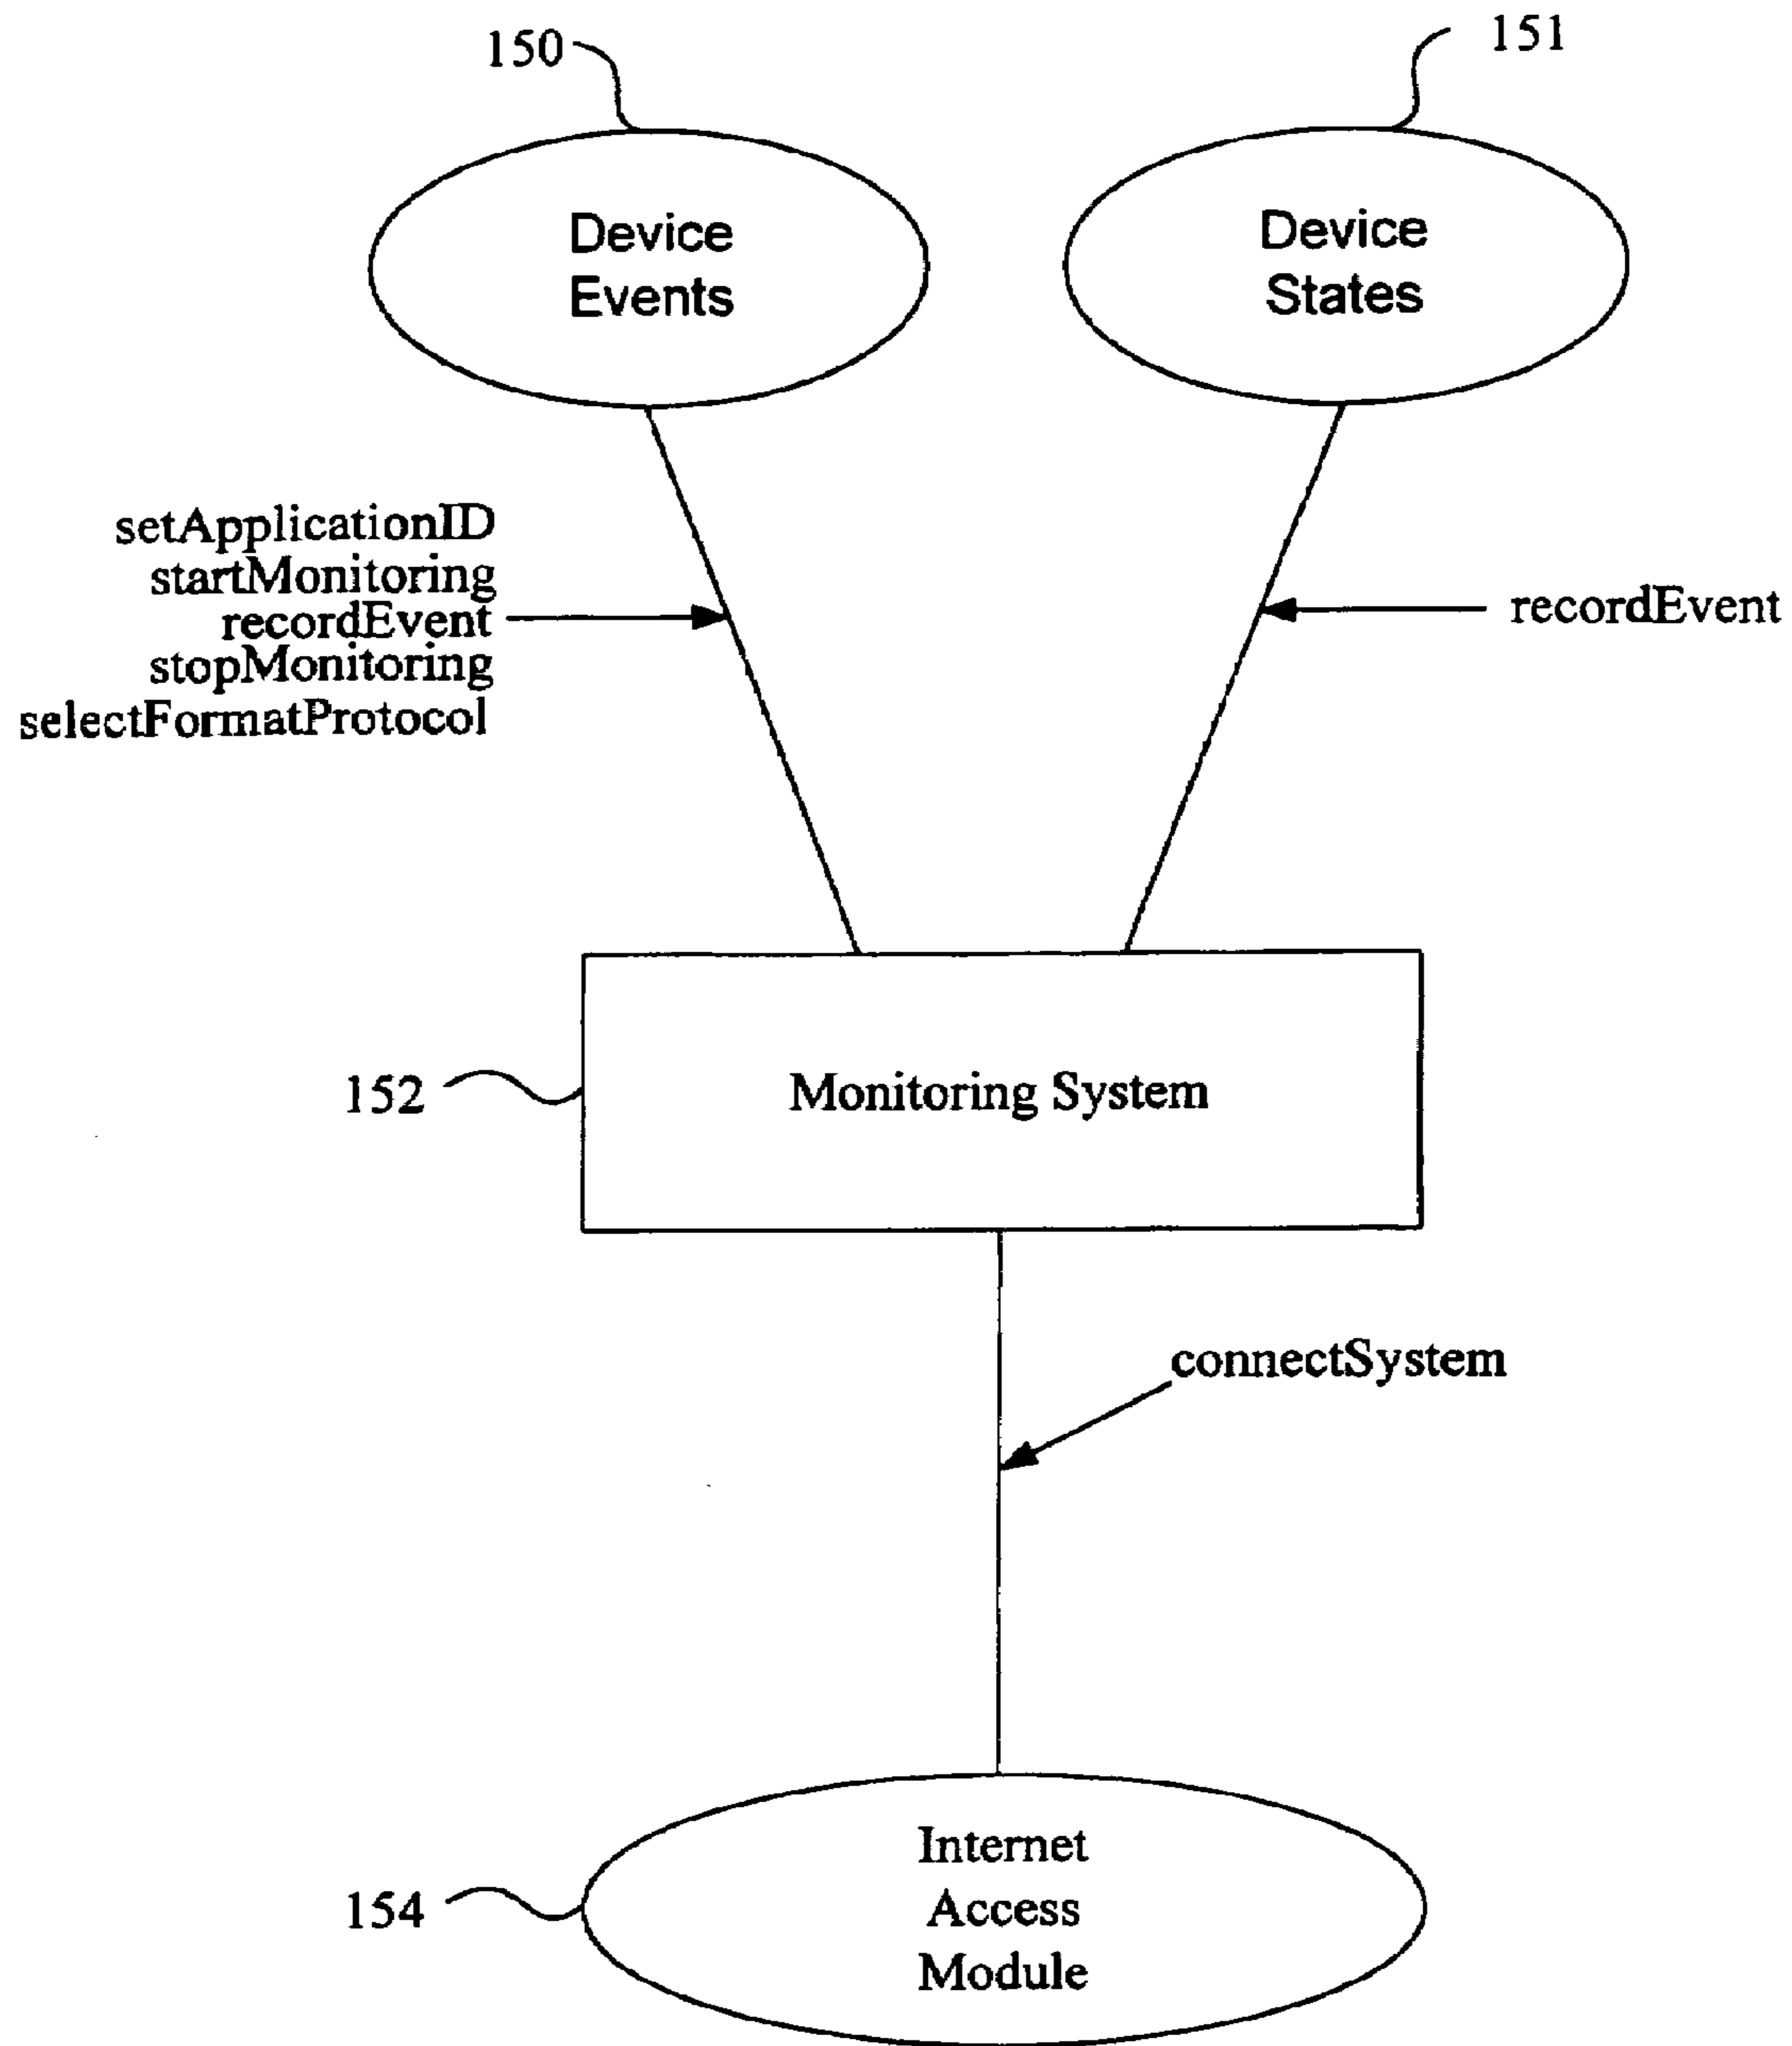 150
151
Device
Events
Device
States
setApplicationID
startMonitoring
recordEvent
stopMonitoring
selectFormatProtocol
recordEvent
152
Monitoring System
connectSystem
154
Internet
Access
Module